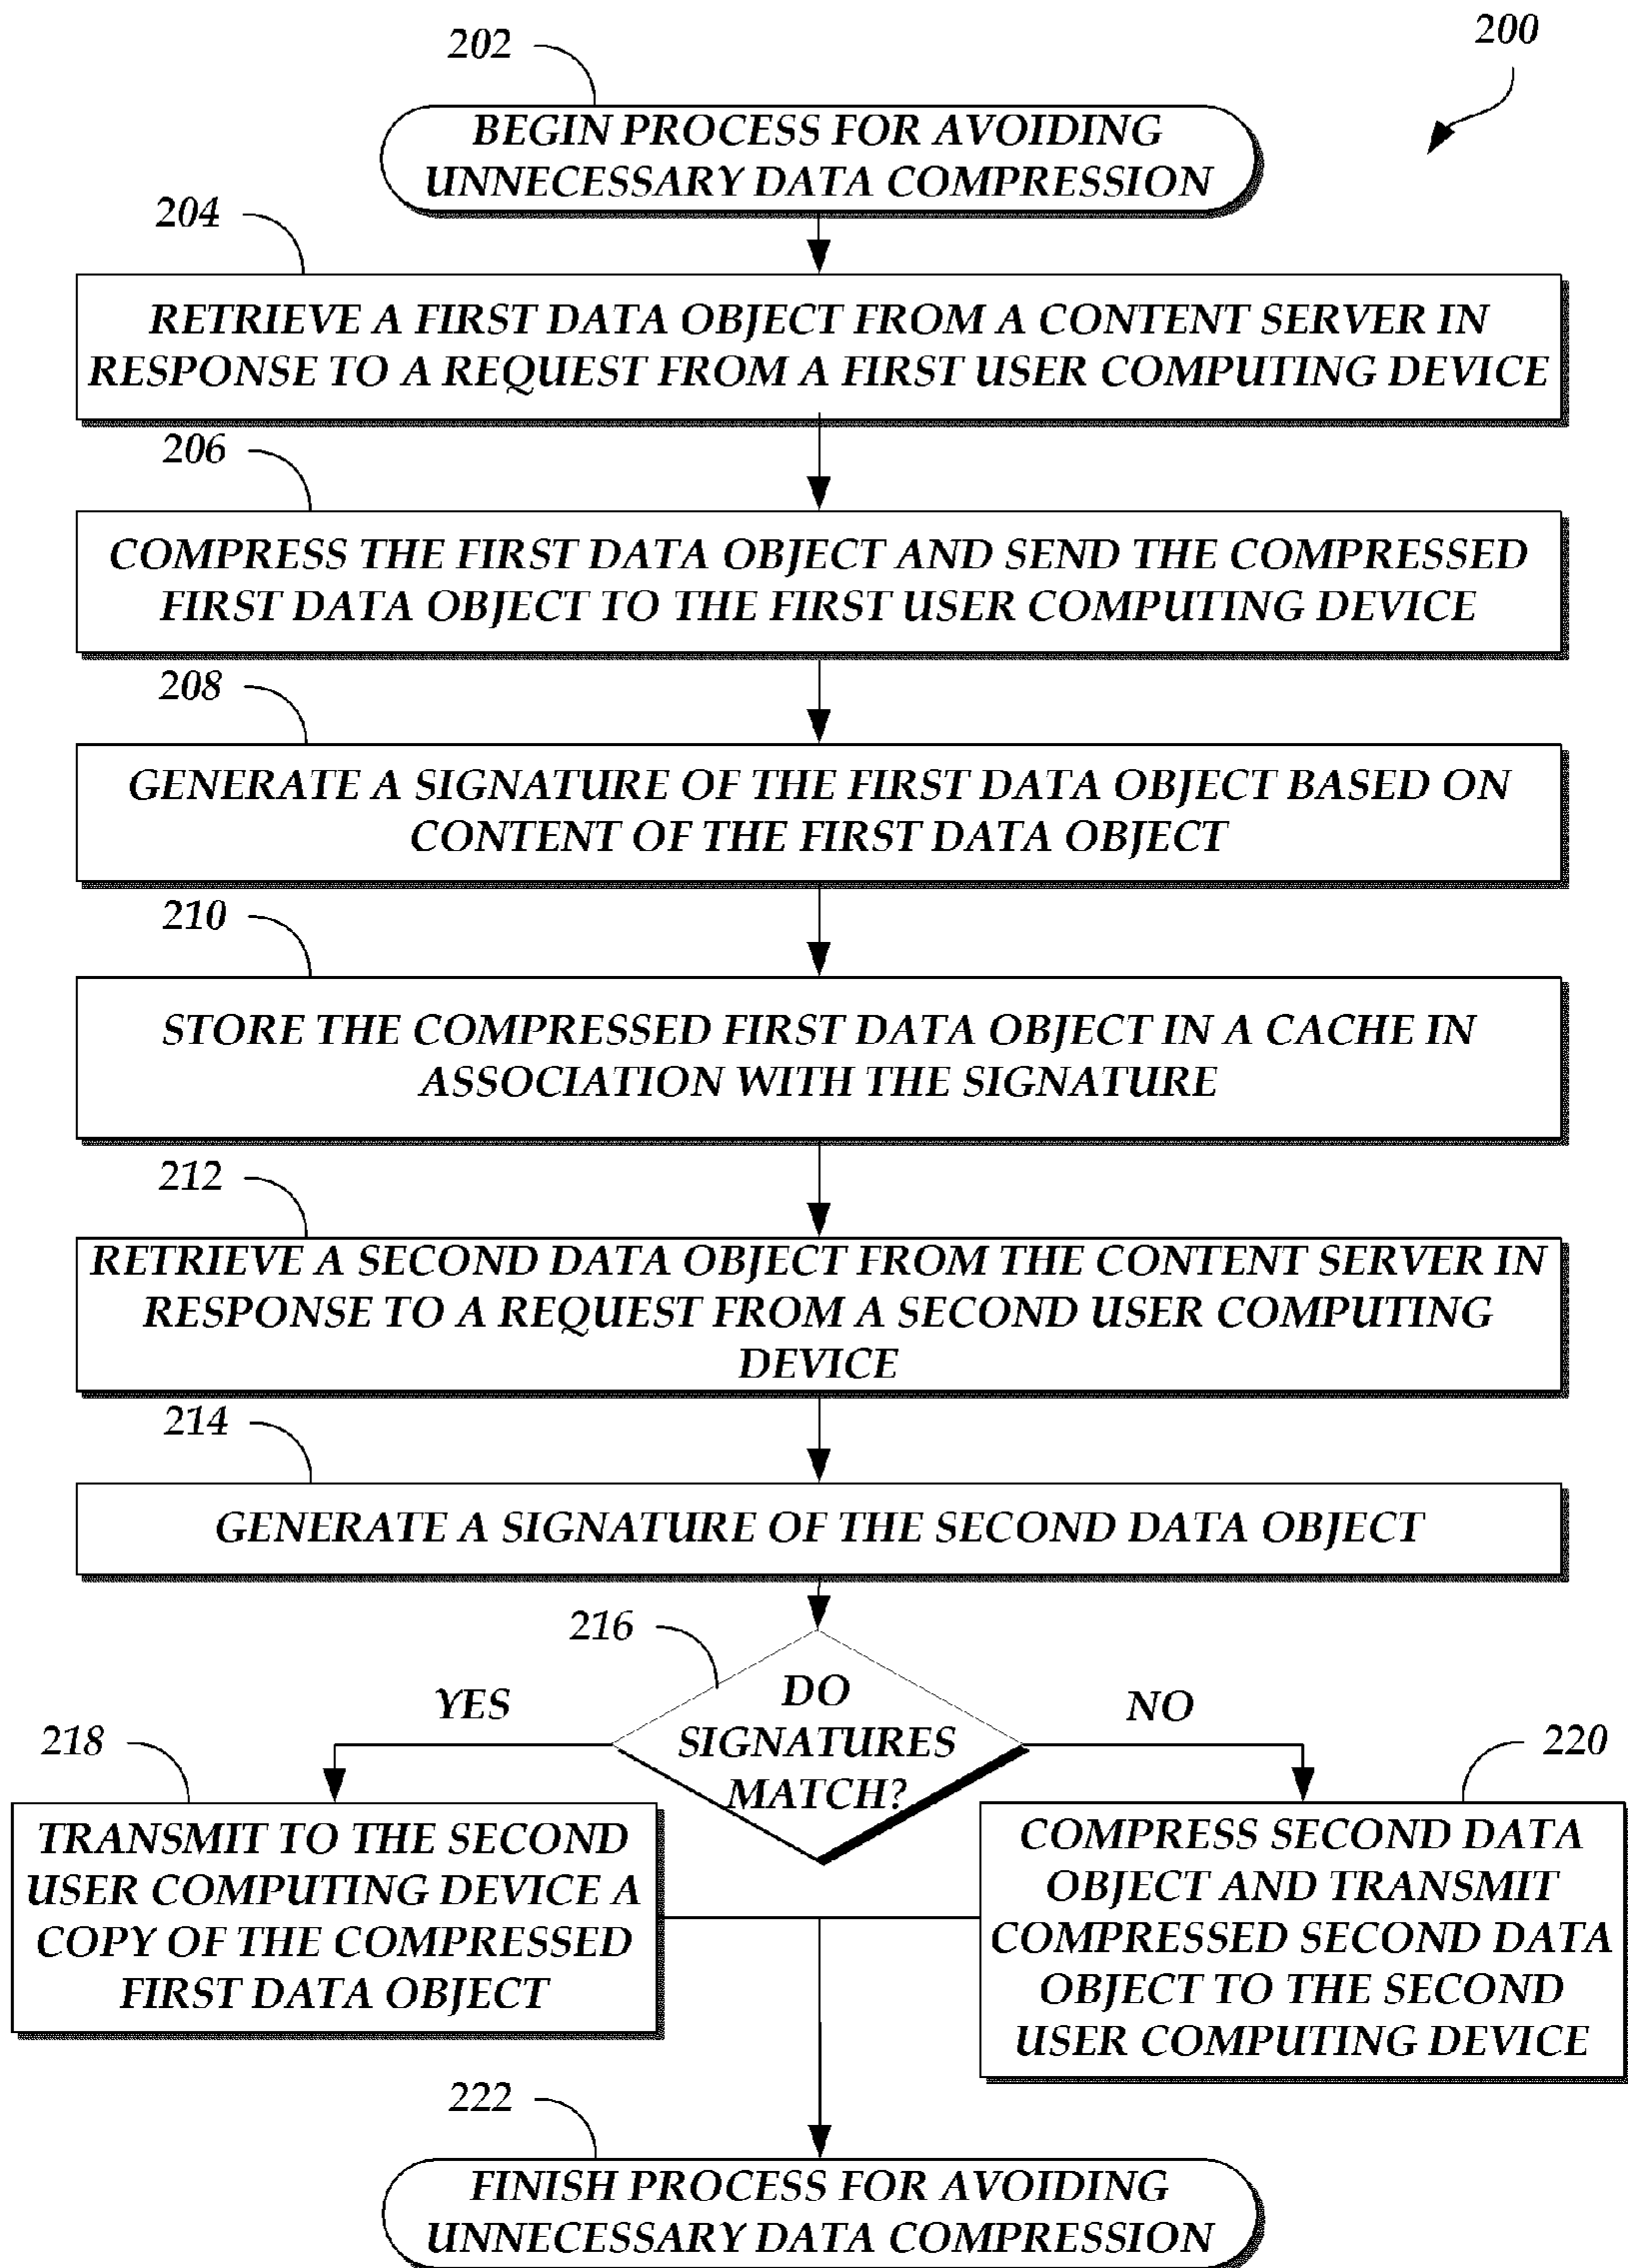 202
200
BEGIN PROCESS FOR AVOIDING
UNNECESSARY DATA COMPRESSION
204
RETRIEVE A FIRST DATA OBJECT FROM A CONTENT SERVER IN
RESPONSE TO A REQUEST FROM A FIRST USER COMPUTING DEVICE
206
COMPRESS THE FIRST DATA OBJECT AND SEND THE COMPRESSED
FIRST DATA OBJECT TO THE FIRST USER COMPUTING DEVICE
208
GENERATE A SIGNATURE OF THE FIRST DATA OBJECT BASED ON
CONTENT OF THE FIRST DATA OBJECT
210
STORE THE COMPRESSED FIRST DATA OBJECT IN A CACHE IN
ASSOCIATION WITH THE SIGNATURE
212
RETRIEVE A SECOND DATA OBJECT FROM THE CONTENT SERVER IN
RESPONSE TO A REQUEST FROM A SECOND USER COMPUTING
DEVICE
214
GENERATE A SIGNATURE OF THE SECOND DATA OBJECT
216
DO
SIGNATURES
MATCH?
YES
NO
218
TRANSMIT TO THE SECOND
USER COMPUTING DEVICE A
COPY OF THE COMPRESSED
FIRST DATA OBJECT
220
COMPRESS SECOND DATA
OBJECT AND TRANSMIT
COMPRESSED SECOND DATA
OBJECT TO THE SECOND
USER COMPUTING DEVICE
222
FINISH PROCESS FOR AVOIDING
UNNECESSARY DATA COMPRESSION